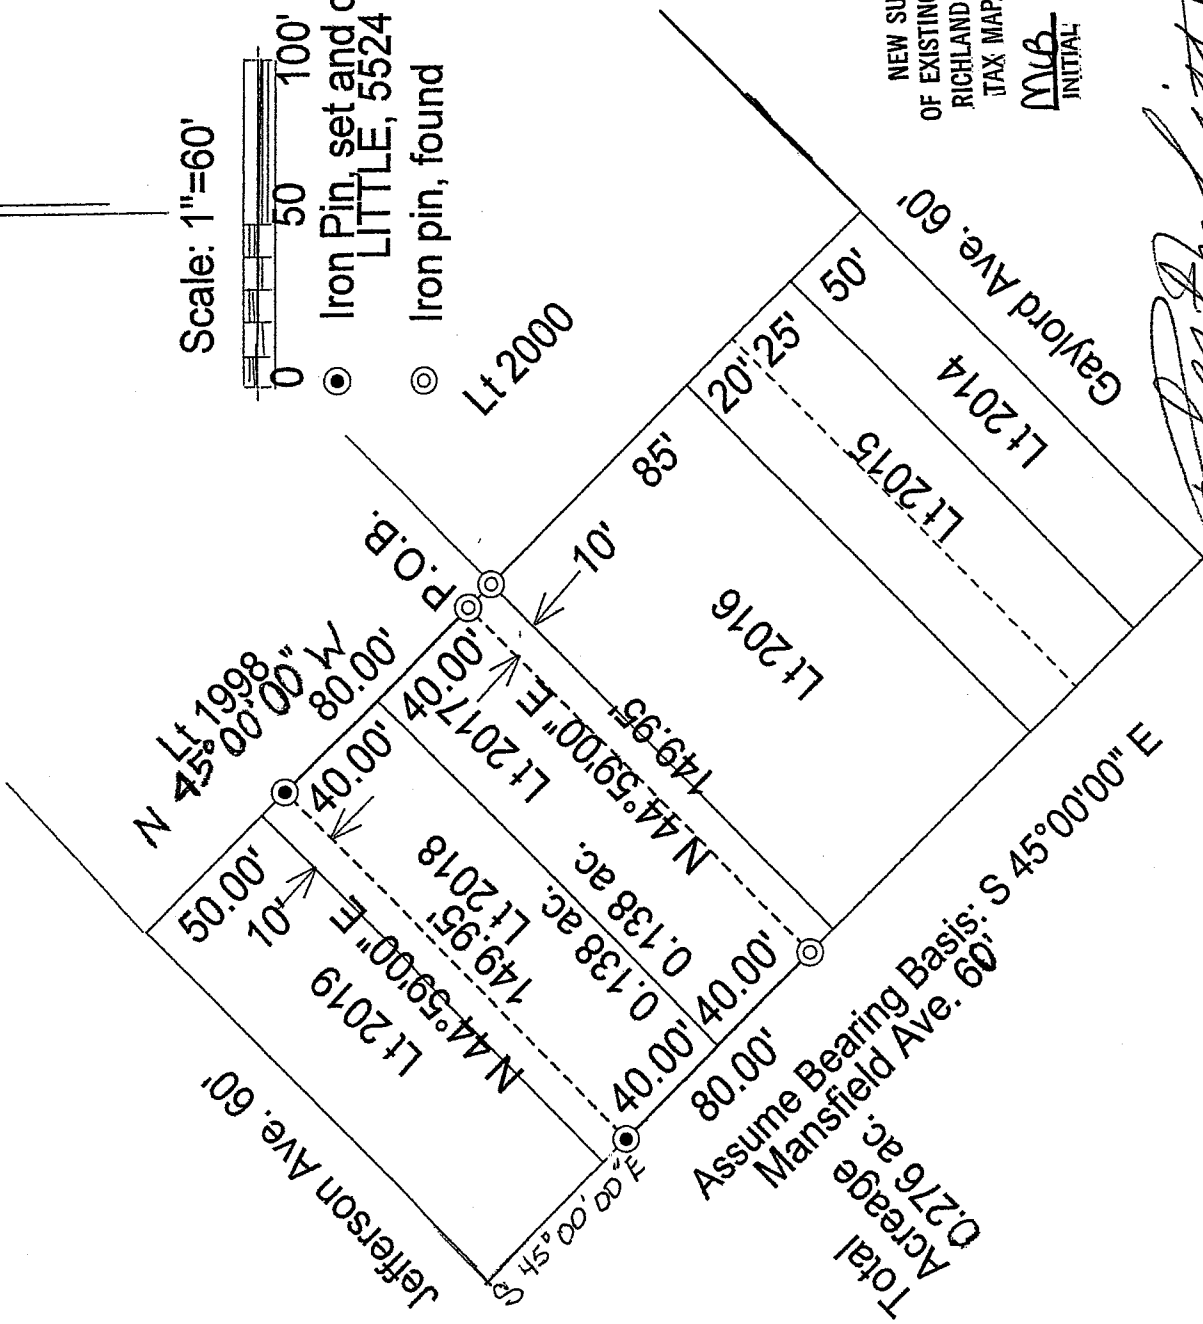 Scale: 1"=60'
0 50 100'
Iron Pin, set and c
LITTLE, 5524
Iron pin, found
NEW SU
OF EXISTING
RICHLAND
TAX MAP
MCB
INITIAL
Lt 2000
P.O.B.
Lt 1998
N 45°00'00" W
80.00'
40.00'
40.00'
50.00'
10'
10'
85'
20'
25'
50'
Gaylord Ave. 60'
Lt 2014
Lt 2015
Lt 2016
Lt 2017
N 44°59'00" E
149.95'
Lt 2018
149.95'
0.138 ac.
0.138 ac.
Lt 2019
N 44°59'00" E
Jefferson Ave. 60'
40.00'
40.00'
80.00'
S 45°00'00" E
Assume Bearing Basis: S 45°00'00" E
Mansfield Ave. 60'
Total
Acreage
0.276 ac.